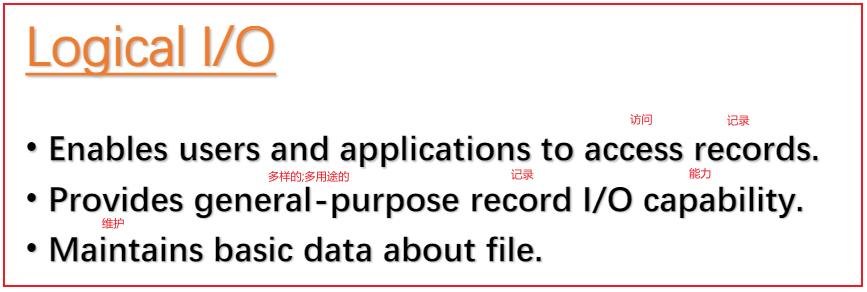 Logical I/O
访问 记录
• Enables users and applications to access records.
多样的;多用途的 记录 能力
• Provides general-purpose record I/O capability.
维护
• Maintains basic data about file.